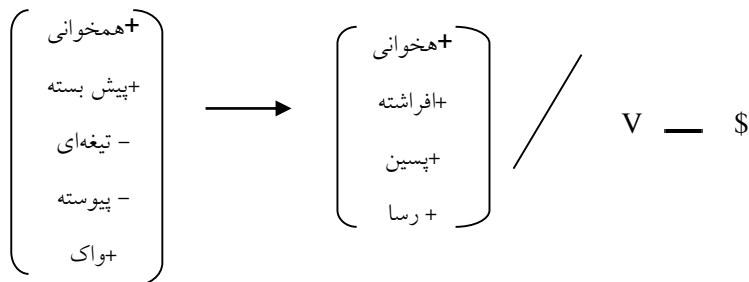 +همخوانی
+پیش بسته
- تیغه‌ای
- پیوسته
+واک
+هخوانی
+افراشته
+پسین
+ رسا
V __ $